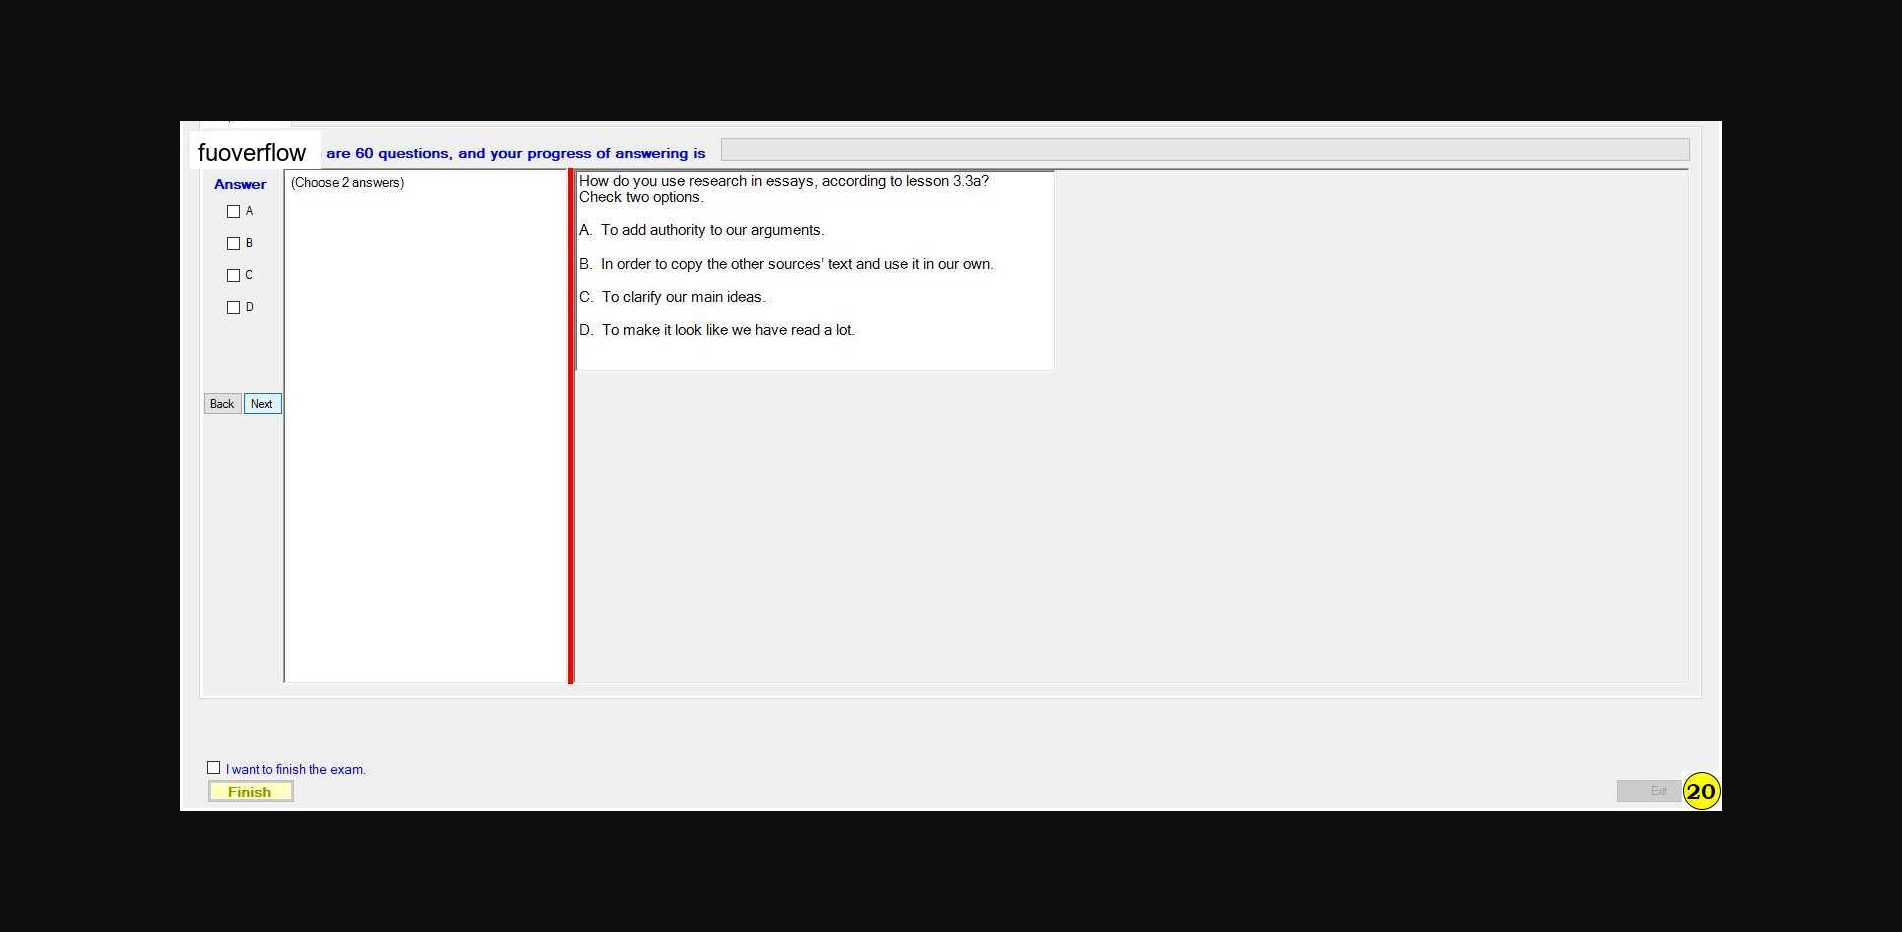 fuoverflow are 60 questions, and your progress of answering is
Answer
A
B
C
D
Back Next
(Choose 2 answers)
How do you use research in essays, according to lesson 3.3a?
Check two options.
A. To add authority to our arguments.
B. In order to copy the other sources' text and use it in our own.
C. To clarify our main ideas.
D. To make it look like we have read a lot.
I want to finish the exam.
Finish
Exit
20